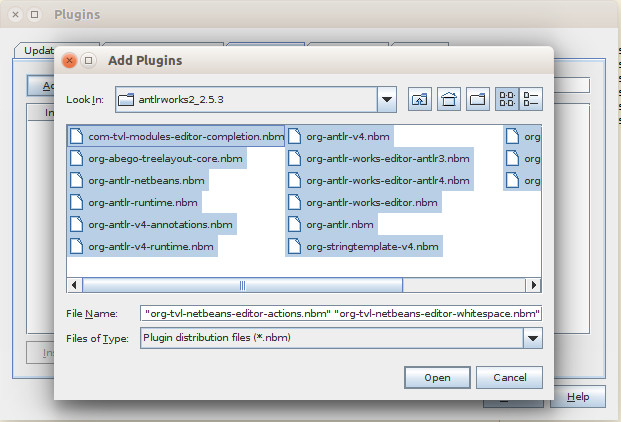 Plugins
Updat
Add Plugins
Ad
Look In: antlrworks2_2.5.3
In
com-tvl-modules-editor-completion.nbm org-antlr-v4.nbm org
org-abego-treelayout-core.nbm org-antlr-works-editor-antlr3.nbm org
org-antlr-netbeans.nbm org-antlr-works-editor-antlr4.nbm org
org-antlr-runtime.nbm org-antlr-works-editor.nbm
org-antlr-v4-annotations.nbm org-antlr.nbm
org-antlr-v4-runtime.nbm org-stringtemplate-v4.nbm
File Name: "org-tvl-netbeans-editor-actions.nbm" "org-tvl-netbeans-editor-whitespace.nbm"
Files of Type: Plugin distribution files (*.nbm)
Ins
Open Cancel
Help